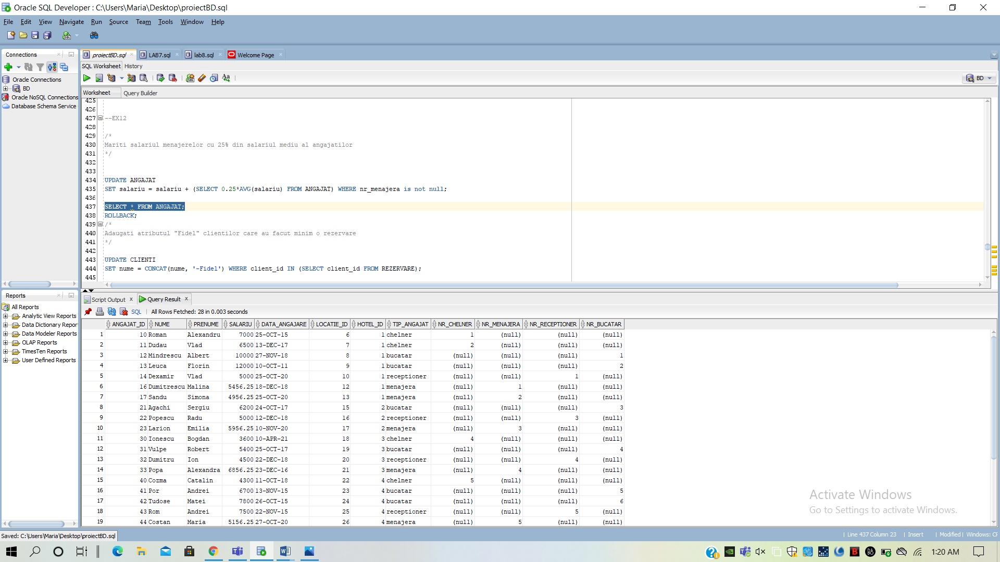 Oracle SQL Developer : C:\Users\Maria\Desktop\proiectBD.sql
File Edit View Navigate Run Source Team Tools Window Help
Connections
proiectBD.sql LAB7.sql lab8.sql Welcome Page
SQL Worksheet History
Oracle Connections
BD
Oracle NoSQL Connections
Database Schema Service
BD
Worksheet Query Builder
425
426
427 --EX12
428
429 /*
430 Mariti salariul menajerelor cu 25% din salariul mediu al angajatilor
431 */
432
433
434 UPDATE ANGAJAT
435 SET salariu = salariu + (SELECT 0.25*AVG(salariu) FROM ANGAJAT) WHERE nr_menajera is not null;
436
437 SELECT * FROM ANGAJAT;
438 ROLLBACK;
439 /*
440 Adaugati atributul "Fidel" clientilor care au facut minim o rezervare
441 */
442
443 UPDATE CLIENTI
444 SET nume = CONCAT(nume, '-Fidel') WHERE client_id IN (SELECT client_id FROM REZERVARE);
445
Reports
All Reports
Analytic View Reports
Data Dictionary Repor
Data Modeler Reports
OLAP Reports
TimesTen Reports
User Defined Reports
Script Output x Query Result x
SQL | All Rows Fetched: 28 in 0.003 seconds
ANGAJAT_ID NUME PRENUME SALARIU DATA_ANGAJARE LOCATIE_ID HOTEL_ID TIP_ANGAJAT NR_CHELNER NR_MENAJERA NR_RECEPTIONER NR_BUCATAR
1 10 Roman Alexandru 7000 25-OCT-15 6 1 chelner 1 (null) (null) (null)
2 11 Dudau Vlad 6500 13-DEC-17 7 1 chelner 2 (null) (null) (null)
3 12 Mindrescu Albert 10000 27-NOV-18 8 1 bucatar (null) (null) (null) 1
4 13 Leuca Florin 12000 10-OCT-11 9 1 bucatar (null) (null) (null) 2
5 14 Dexamir Vlad 5000 25-OCT-20 10 1 receptioner (null) (null) 1 (null)
6 16 Dumitrescu Malina 5456.25 18-DEC-18 12 1 menajera (null) 1 (null) (null)
7 17 Sandu Simona 4956.25 25-OCT-20 13 1 menajera (null) 2 (null) (null)
8 21 Agachi Sergiu 6200 24-OCT-17 15 2 bucatar (null) (null) (null) 3
9 22 Popescu Radu 5000 12-DEC-18 16 2 receptioner (null) (null) 3 (null)
10 23 Larion Emilia 5956.25 10-NOV-20 17 2 menajera (null) 3 (null) (null)
11 30 Ionescu Bogdan 3600 10-APR-21 18 3 chelner 4 (null) (null) (null)
12 31 Vulpe Robert 5400 25-OCT-17 19 3 bucatar (null) (null) (null) 4
13 32 Dumitru Ion 4500 22-DEC-18 20 3 receptioner (null) (null) 4 (null)
14 33 Popa Alexandra 6856.25 23-DEC-16 21 3 menajera (null) 4 (null) (null)
15 40 Cozma Catalin 4300 11-OCT-18 22 4 chelner 5 (null) (null) (null)
16 41 Por Andrei 6700 13-NOV-15 23 4 bucatar (null) (null) (null) 5
17 42 Tudose Matei 7800 26-OCT-15 24 4 bucatar (null) (null) (null) 6
18 43 Rom Andrei 7500 22-NOV-15 25 4 receptioner (null) (null) 5 (null)
19 44 Costan Maria 5156.25 27-OCT-20 26 4 menajera (null) 5 (null) (null)
Activate Windows
Go to Settings to activate Windows.
Saved: C:\Users\Maria\Desktop\proiectBD.sql
| Line 437 Column 23 | Insert | Modified | Windows: CF
1:20 AM